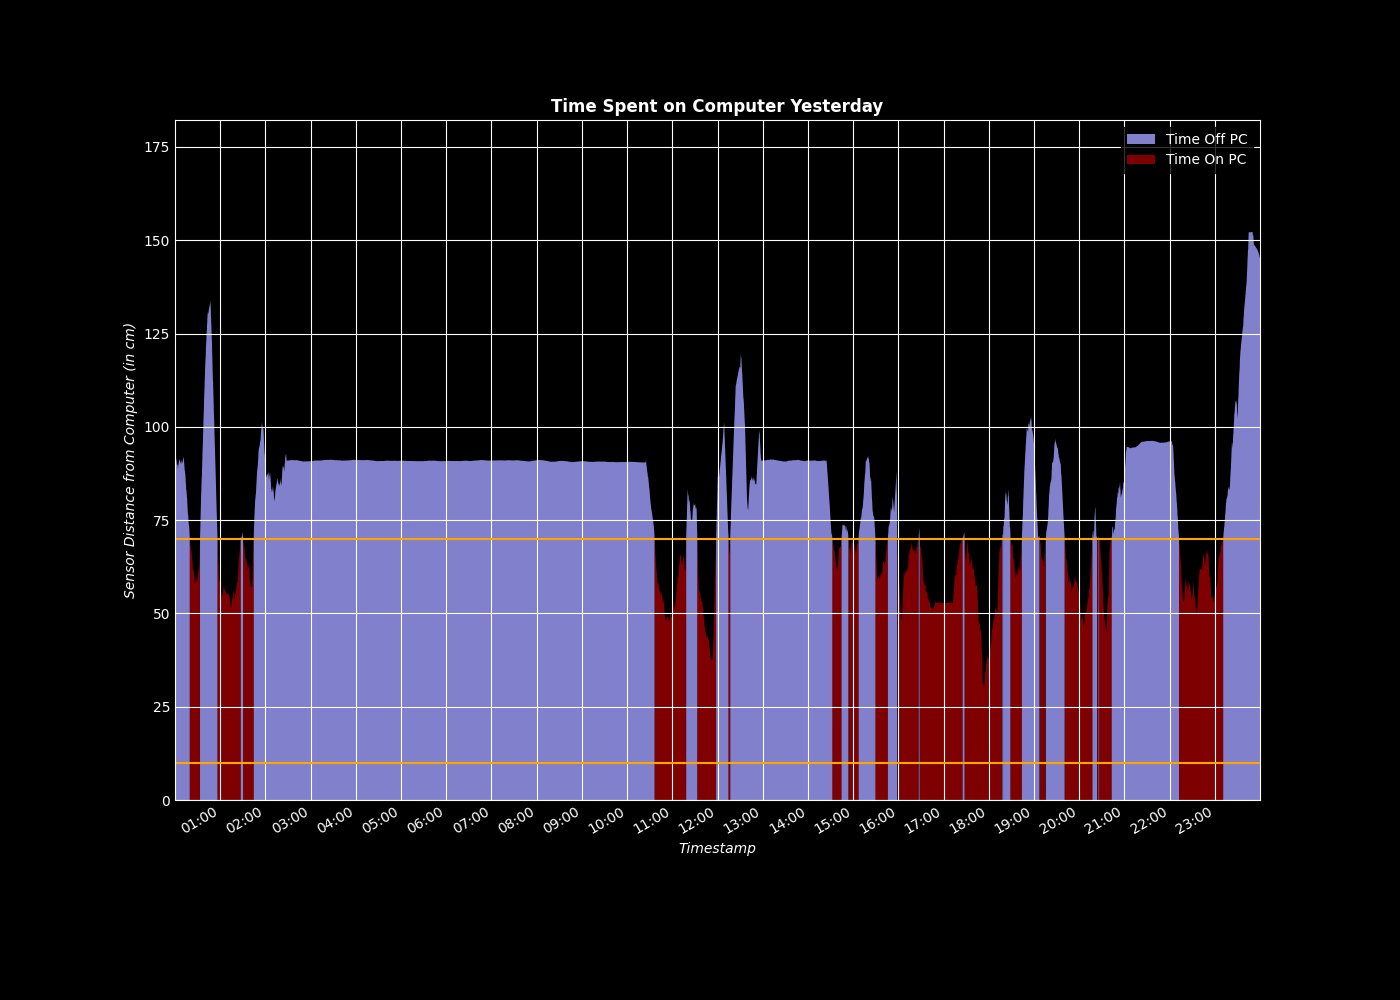 Time Spent on Computer Yesterday
Time Off PC
Time On PC
175
150
125
100
75
50
25
0
Sensor Distance from Computer (in cm)
01:00 02:00 03:00 04:00 05:00 06:00 07:00 08:00 09:00 10:00 11:00 12:00 13:00 14:00 15:00 16:00 17:00 18:00 19:00 20:00 21:00 22:00 23:00
Timestamp